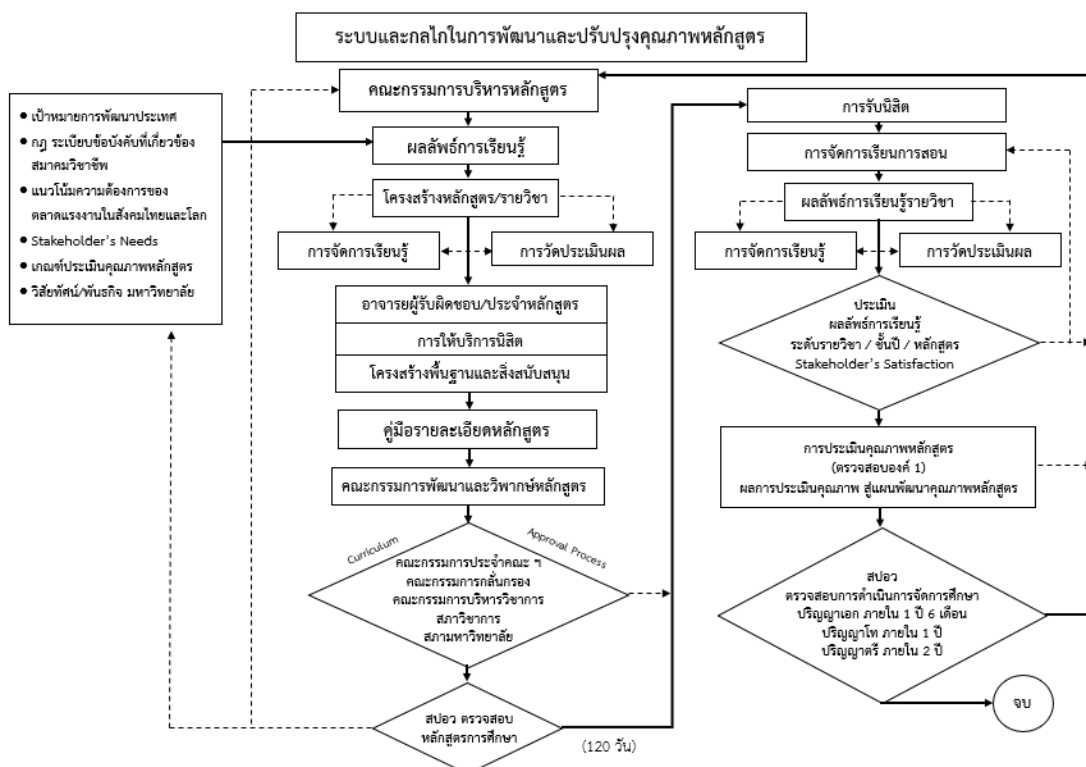 ระบบและกลไกในการพัฒนาและปรับปรุงคุณภาพหลักสูตร
เป้าหมายการพัฒนาประเทศ
กฎ ระเบียบข้อบังคับที่เกี่ยวข้อง
สมาคมวิชาชีพ
แนวโน้มความต้องการของ
ตลาดแรงงานในสังคมไทยและโลก
Stakeholder's Needs
เกณฑ์ประเมินคุณภาพหลักสูตร
วิสัยทัศน์/พันธกิจ มหาวิทยาลัย
คณะกรรมการบริหารหลักสูตร
ผลลัพธ์การเรียนรู้
โครงสร้างหลักสูตร/รายวิชา
การจัดการเรียนรู้
การวัดประเมินผล
อาจารย์ผู้รับผิดชอบ/ประจำหลักสูตร
การให้บริการนิสิต
โครงสร้างพื้นฐานและสิ่งสนับสนุน
คู่มือรายละเอียดหลักสูตร
คณะกรรมการพัฒนาและวิพากษ์หลักสูตร
Curriculum
Approval Process
คณะกรรมการประจำคณะ ฯ
คณะกรรมการกลั่นกรอง
คณะกรรมการบริหารวิชาการ
สภาวิชาการ
สภามหาวิทยาลัย
สปอว ตรวจสอบ
หลักสูตรการศึกษา
(120 วัน)
การรับนิสิต
การจัดการเรียนการสอน
ผลลัพธ์การเรียนรู้รายวิชา
การจัดการเรียนรู้
การวัดประเมินผล
ประเมิน
ผลลัพธ์การเรียนรู้
ระดับรายวิชา / ชั้นปี / หลักสูตร
Stakeholder's Satisfaction
การประเมินคุณภาพหลักสูตร
(ตรวจสอบองค์ 1)
ผลการประเมินคุณภาพ สู่แผนพัฒนาคุณภาพหลักสูตร
สปอว
ตรวจสอบการดำเนินการจัดการศึกษา
ปริญญาเอก ภายใน 1 ปี 6 เดือน
ปริญญาโท ภายใน 1 ปี
ปริญญาตรี ภายใน 2 ปี
จบ